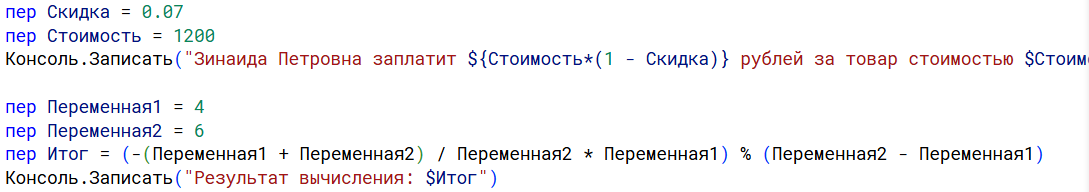 пер Скидка = 0.07
пер Стоимость = 1200
Консоль.Записать("Зинаида Петровна заплатит ${Стоимость*(1 - Скидка)} рублей за товар стоимостью $Стоим
пер Переменная1 = 4
пер Переменная2 = 6
пер Итог = (-(Переменная1 + Переменная2) / Переменная2 * Переменная1) % (Переменная2 - Переменная1)
Консоль.Записать("Результат вычисления: $Итог")